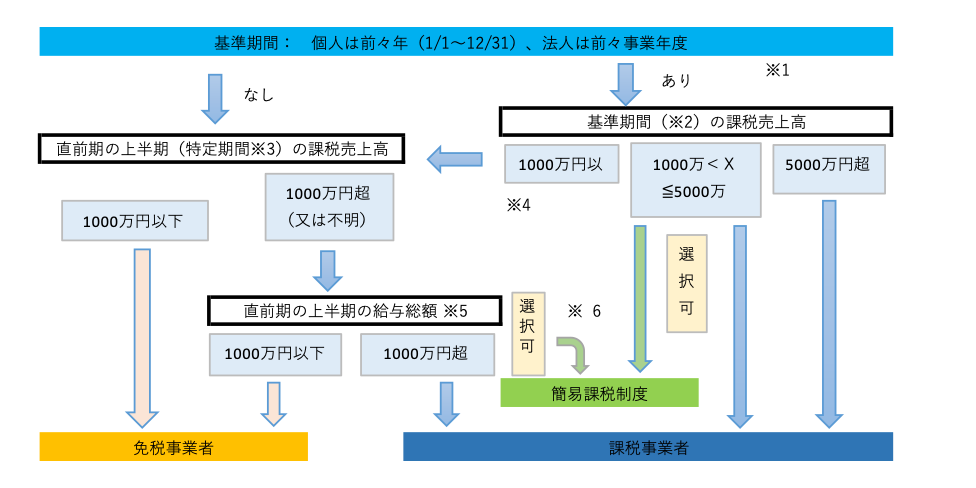 基準期間： 個人は前々年（1/1～12/31）、法人は前々事業年度
※1
なし
あり
基準期間（※2）の課税売上高
直前期の上半期（特定期間※3）の課税売上高
1000万円以
1000万＜X
≦5000万
5000万円超
※4
1000万円以下
1000万円超
（又は不明）
選
択
可
直前期の上半期の給与総額 ※5
選
択
可
※ 6
1000万円以下
1000万円超
簡易課税制度
免税事業者
課税事業者